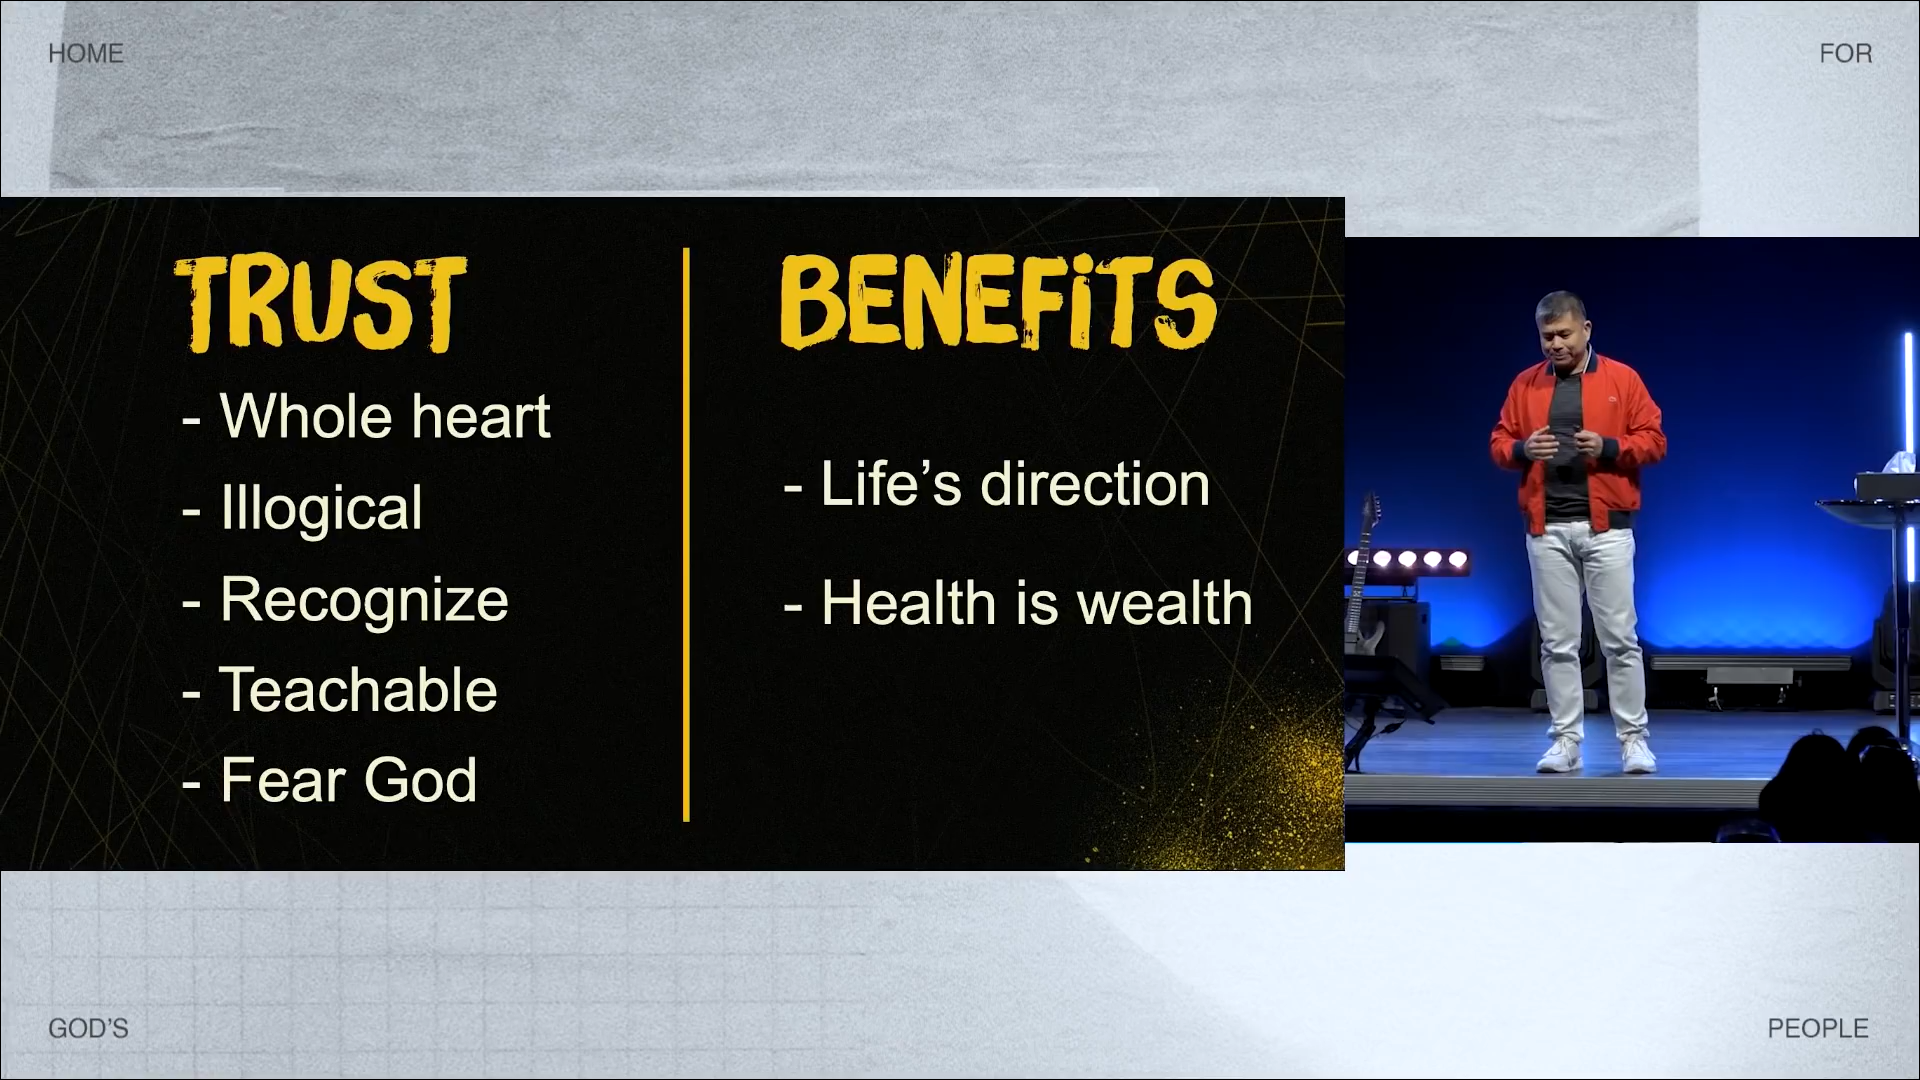 HOME
FOR
TRUST
- Whole heart
- Illogical
- Recognize
- Teachable
- Fear God
BENEFiTS
- Life’s direction
- Health is wealth
GOD’S
PEOPLE